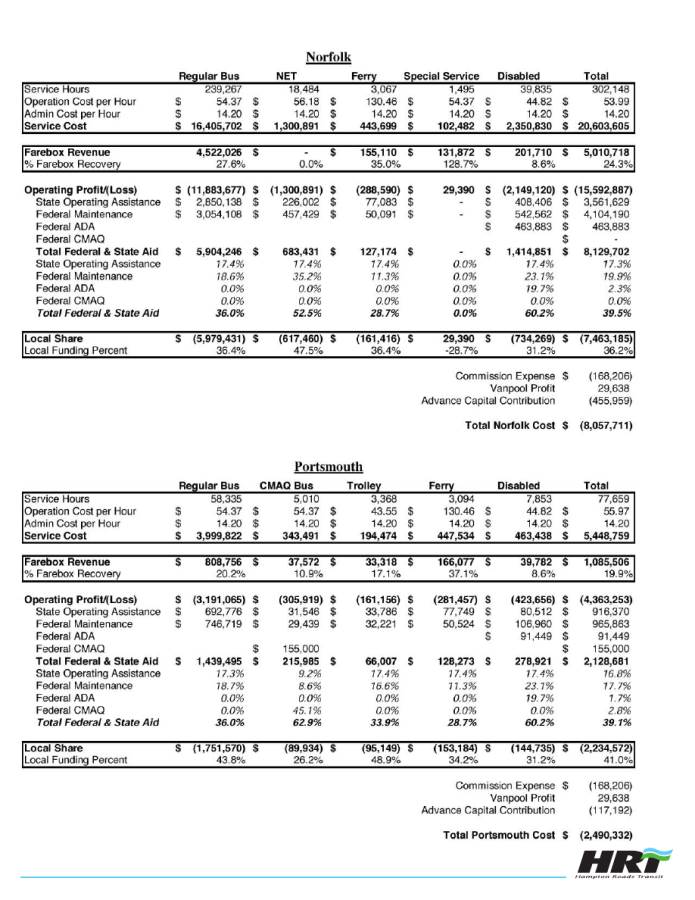 Norfolk
Regular Bus NET Ferry Special Service Disabled Total
Service Hours 239,267 18,484 3,067 1,495 39,835 302,148
Operation Cost per Hour $ 54.37 $ 56.18 $ 130.46 $ 54.37 $ 44.82 $ 53.99
Admin Cost per Hour $ 14.20 $ 14.20 $ 14.20 $ 14.20 $ 14.20 $ 14.20
Service Cost $ 16,405,702 $ 1,300,891 $ 443,699 $ 102,482 $ 2,350,830 $ 20,603,605
Farebox Revenue 4,522,026 $ - $ 155,110 $ 131,872 $ 201,710 $ 5,010,718
% Farebox Recovery 27.6% 0.0% 35.0% 128.7% 8.6% 24.3%
Operating Profit/(Loss) $ (11,883,677) $ (1,300,891) $ (288,590) $ 29,390 $ (2,149,120) $ (15,592,887)
State Operating Assistance $ 2,850,138 $ 226,002 $ 77,083 $ - $ 408,406 $ 3,561,629
Federal Maintenance $ 3,054,108 $ 457,429 $ 50,091 $ - $ 542,562 $ 4,104,190
Federal ADA $ 463,883 $ 463,883
Federal CMAQ $ -
Total Federal & State Aid $ 5,904,246 $ 683,431 $ 127,174 $ - $ 1,414,851 $ 8,129,702
State Operating Assistance 17.4% 17.4% 17.4% 0.0% 17.4% 17.3%
Federal Maintenance 18.6% 35.2% 11.3% 0.0% 23.1% 19.9%
Federal ADA 0.0% 0.0% 0.0% 0.0% 19.7% 2.3%
Federal CMAQ 0.0% 0.0% 0.0% 0.0% 0.0% 0.0%
Total Federal & State Aid 36.0% 52.5% 28.7% 0.0% 60.2% 39.5%
Local Share $ (5,979,431) $ (617,460) $ (161,416) $ 29,390 $ (734,269) $ (7,463,185)
Local Funding Percent 36.4% 47.5% 36.4% -28.7% 31.2% 36.2%
Commission Expense $ (168,206)
Vanpool Profit 29,638
Advance Capital Contribution (455,959)
Total Norfolk Cost $ (8,057,711)
Portsmouth
Regular Bus CMAQ Bus Trolley Ferry Disabled Total
Service Hours 58,335 5,010 3,368 3,094 7,853 77,659
Operation Cost per Hour $ 54.37 $ 54.37 $ 43.55 $ 130.46 $ 44.82 $ 55.97
Admin Cost per Hour $ 14.20 $ 14.20 $ 14.20 $ 14.20 $ 14.20 $ 14.20
Service Cost $ 3,999,822 $ 343,491 $ 194,474 $ 447,534 $ 463,438 $ 5,448,759
Farebox Revenue $ 808,756 $ 37,572 $ 33,318 $ 166,077 $ 39,782 $ 1,085,506
% Farebox Recovery 20.2% 10.9% 17.1% 37.1% 8.6% 19.9%
Operating Profit/(Loss) $ (3,191,065) $ (305,919) $ (161,156) $ (281,457) $ (423,656) $ (4,363,253)
State Operating Assistance $ 692,776 $ 31,546 $ 33,786 $ 77,749 $ 80,512 $ 916,370
Federal Maintenance $ 746,719 $ 29,439 $ 32,221 $ 50,524 $ 106,960 $ 965,863
Federal ADA $ 91,449 $ 91,449
Federal CMAQ $ 155,000 $ 155,000
Total Federal & State Aid $ 1,439,495 $ 215,985 $ 66,007 $ 128,273 $ 278,921 $ 2,128,681
State Operating Assistance 17.3% 9.2% 17.4% 17.4% 17.4% 16.8%
Federal Maintenance 18.7% 8.6% 16.6% 11.3% 23.1% 17.7%
Federal ADA 0.0% 0.0% 0.0% 0.0% 19.7% 1.7%
Federal CMAQ 0.0% 45.1% 0.0% 0.0% 0.0% 2.8%
Total Federal & State Aid 36.0% 62.9% 33.9% 28.7% 60.2% 39.1%
Local Share $ (1,751,570) $ (89,934) $ (95,149) $ (153,184) $ (144,735) $ (2,234,572)
Local Funding Percent 43.8% 26.2% 48.9% 34.2% 31.2% 41.0%
Commission Expense $ (168,206)
Vanpool Profit 29,638
Advance Capital Contribution (117,192)
Total Portsmouth Cost $ (2,490,332)
HRT
Hampton Roads Transit